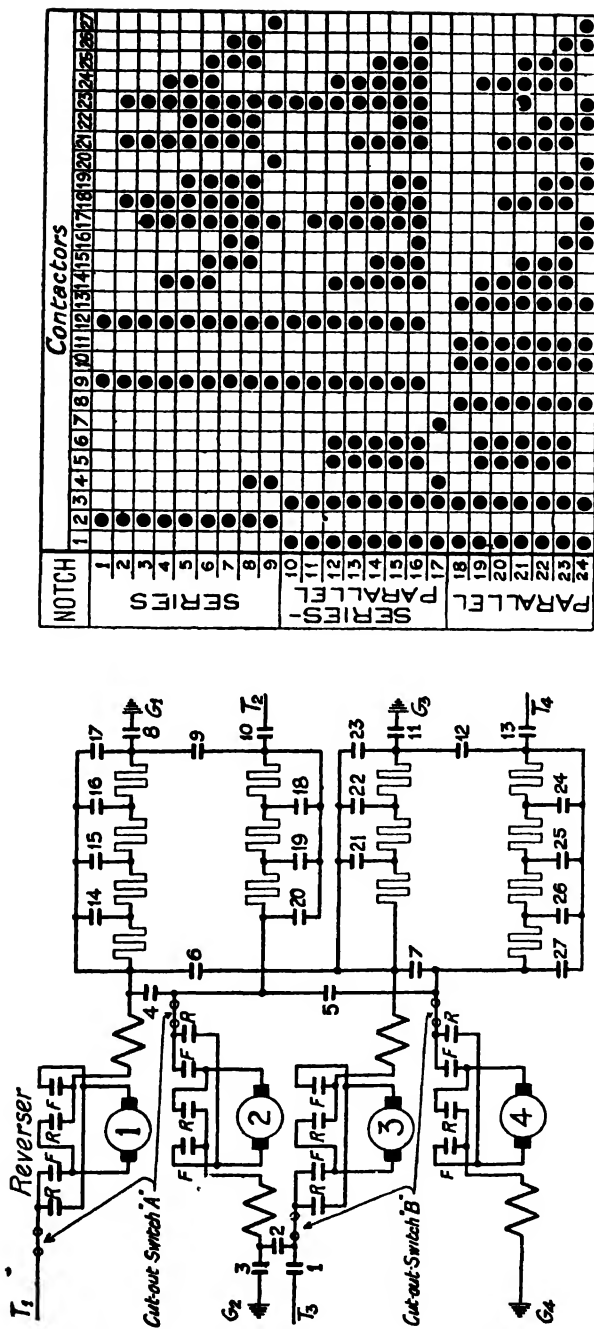 Reverser
T1
R F R F
1
Cut-out Switch "A"
4
F R F R
2
3
2
G2
1
T3
R F R F
3
Cut-out Switch "B"
5
6
7
F R F R
4
G4
14 15 16 17
8
G1
9
10
T2
20 19 18
21 22 23
11
G3
12
13
T4
27 26 25 24
NOTCH
Contactors
1 2 3 4 5 6 7 8 9 10 11 12 13 14 15 16 17 18 19 20 21 22 23 24 25 26 27
SERIES
1
2
3
4
5
6
7
8
9
SERIES-
PARALLEL
10
11
12
13
14
15
16
17
PARALLEL
18
19
20
21
22
23
24